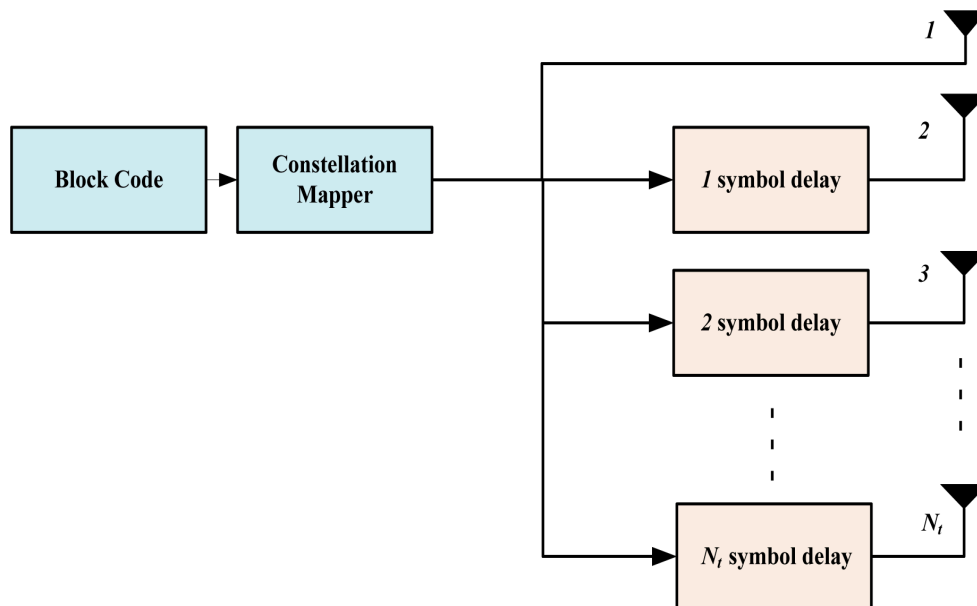 1
2
Block Code
Constellation
Mapper
1 symbol delay
3
2 symbol delay
Nₜ
Nₜ symbol delay